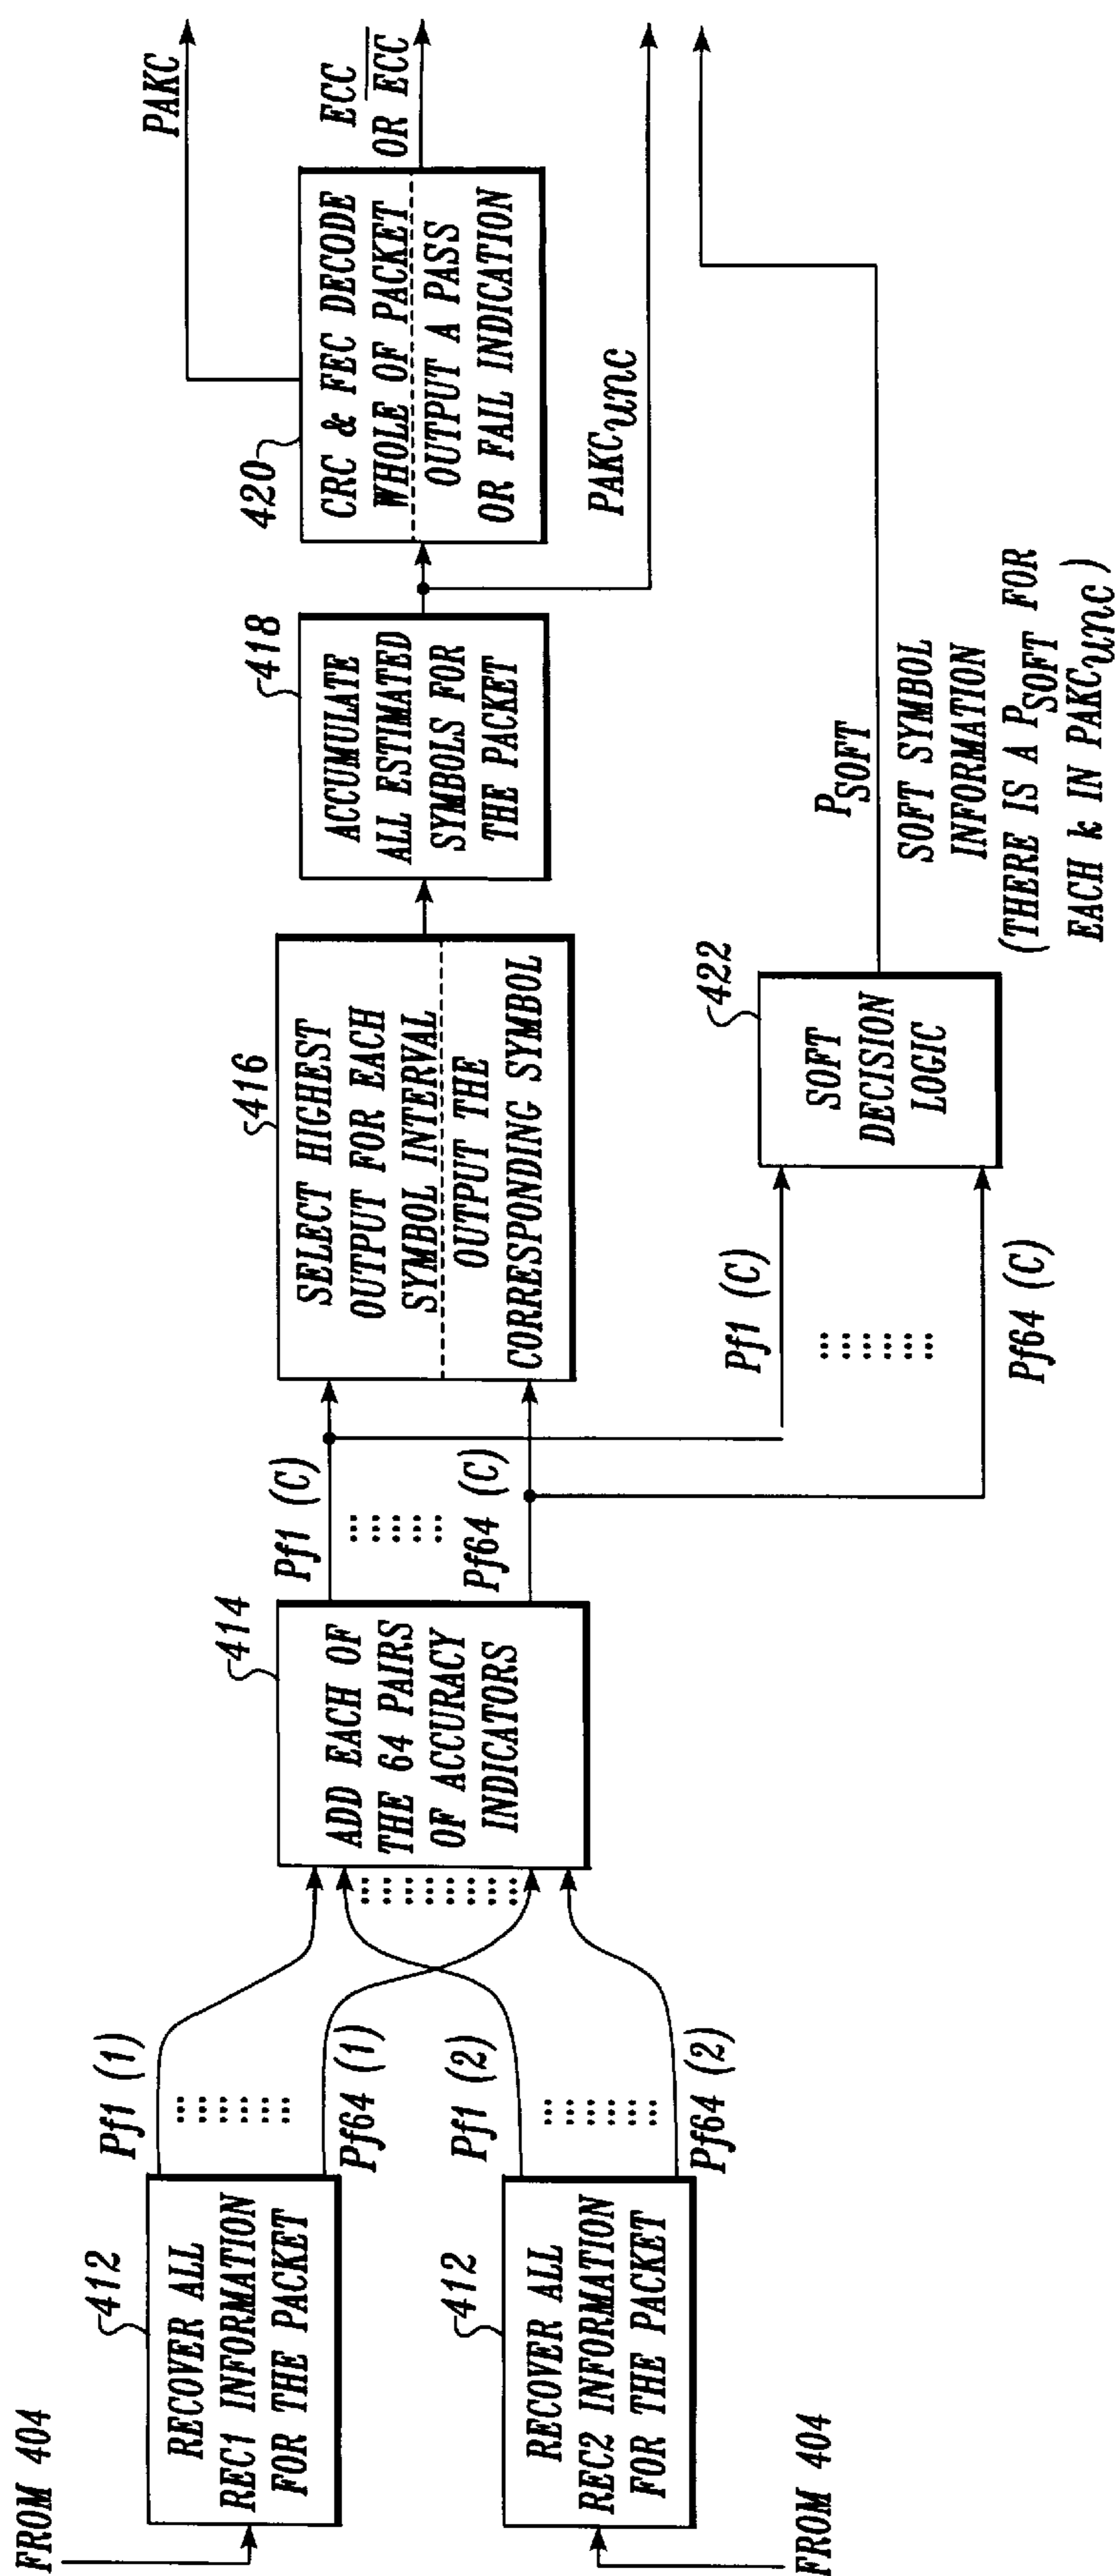 FROM 404
412
RECOVER ALL
REC1 INFORMATION
FOR THE PACKET
Pf1 (1)
Pf64 (1)
FROM 404
412
RECOVER ALL
REC2 INFORMATION
FOR THE PACKET
Pf1 (2)
Pf64 (2)
414
ADD EACH OF
THE 64 PAIRS
OF ACCURACY
INDICATORS
Pf1 (C)
Pf64 (C)
416
SELECT HIGHEST
OUTPUT FOR EACH
SYMBOL INTERVAL
OUTPUT THE
CORRESPONDING SYMBOL
418
ACCUMULATE
ALL ESTIMATED
SYMBOLS FOR
THE PACKET
420
CRC & FEC DECODE
WHOLE OF PACKET
OUTPUT A PASS
OR FAIL INDICATION
PAKC
ECC
OR E̅C̅C̅
PAKCunc
Pf1 (C)
Pf64 (C)
422
SOFT
DECISION
LOGIC
PSOFT
SOFT SYMBOL
INFORMATION
(THERE IS A PSOFT FOR
EACH k IN PAKCunc)